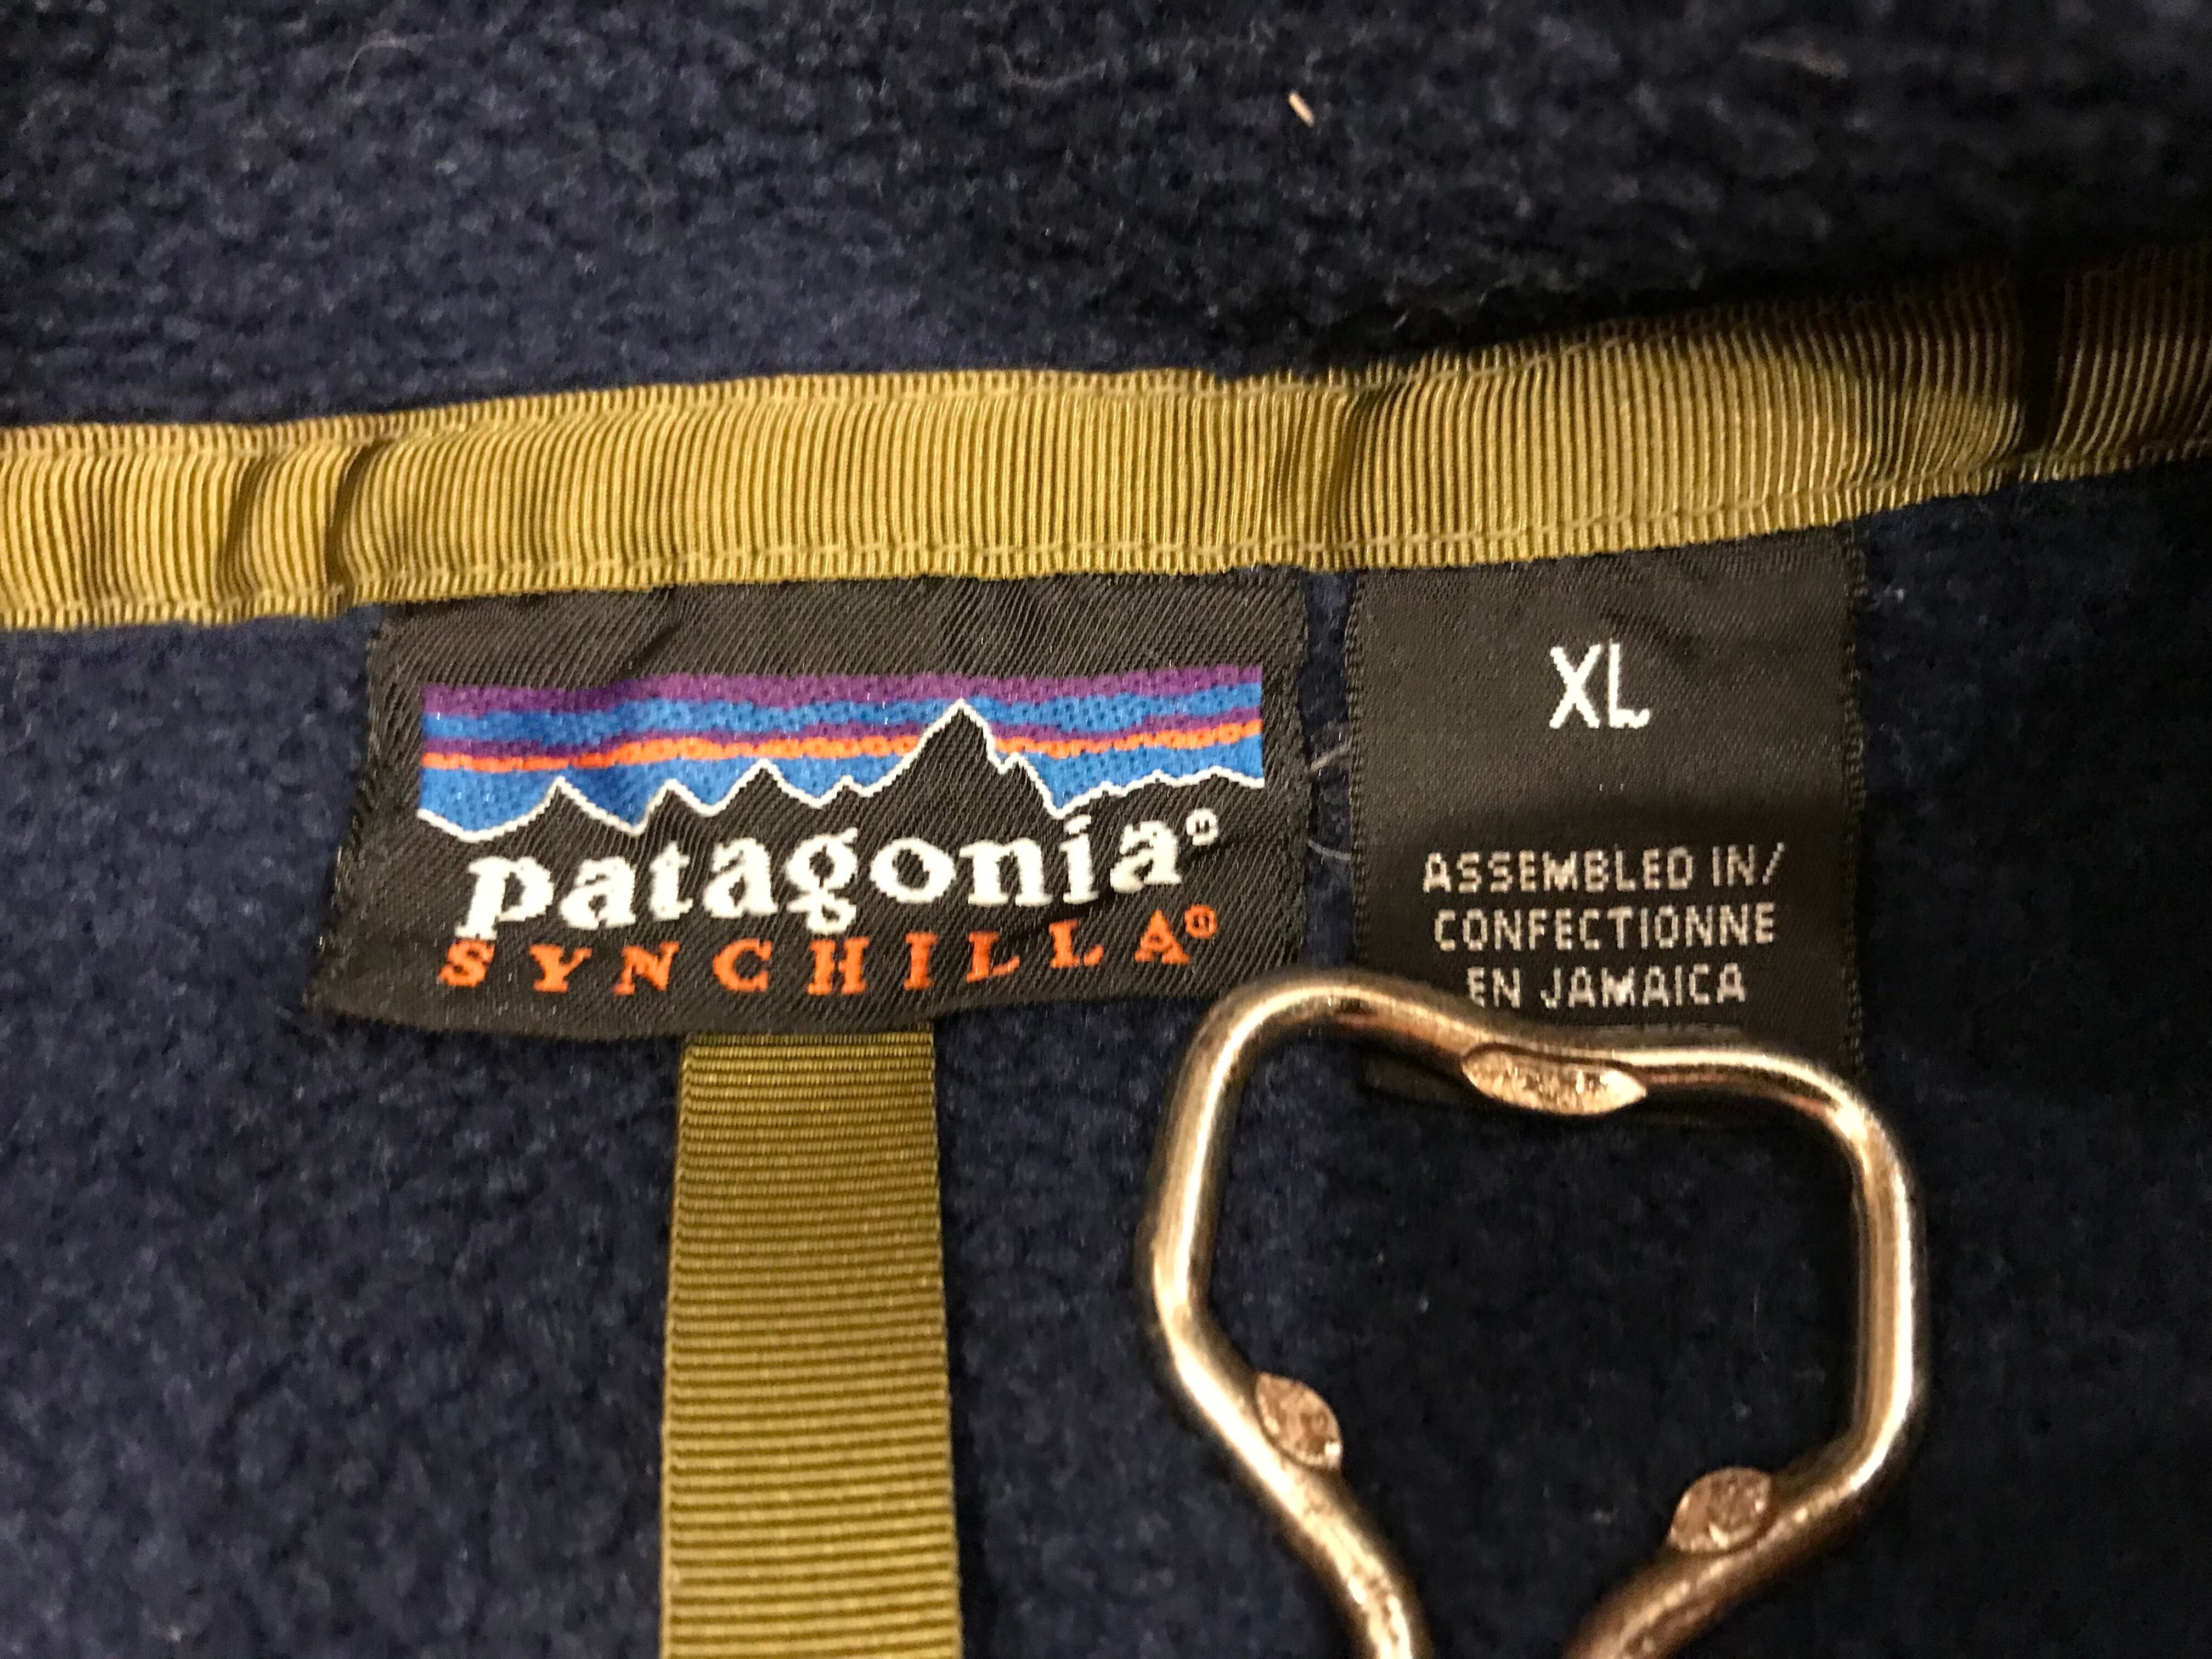 patagonia®
SYNCHILLA®
XL
ASSEMBLED IN/
CONFECTIONNE
EN JAMAICA